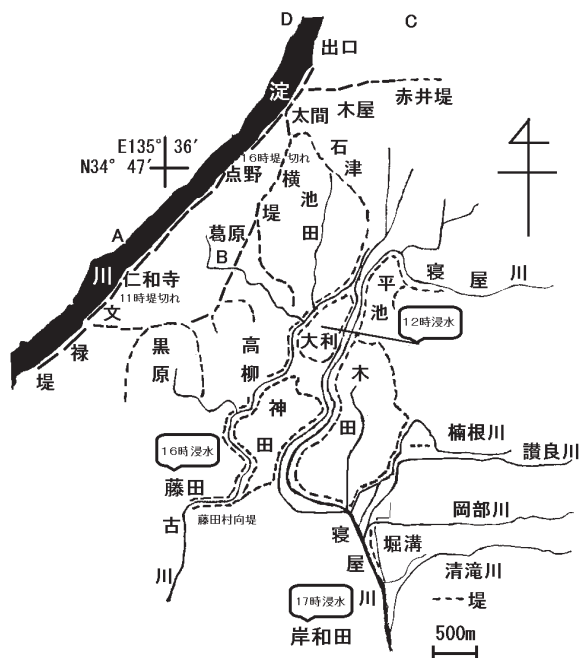 D
C
出口
淀
太間
木屋
赤井堤
E135° 36′
N34° 47′
16時堤切れ
点野
石津
横堤
池田
葛原
B
A
川
仁和寺
11時堤切れ
文禄堤
寝屋川
平池
12時浸水
大利
黒原
高柳
木田
神田
楠根川
讃良川
16時浸水
藤田
藤田村向堤
古川
岡部川
堀溝
寝屋川
清滝川
17時浸水
岸和田
堤
500m